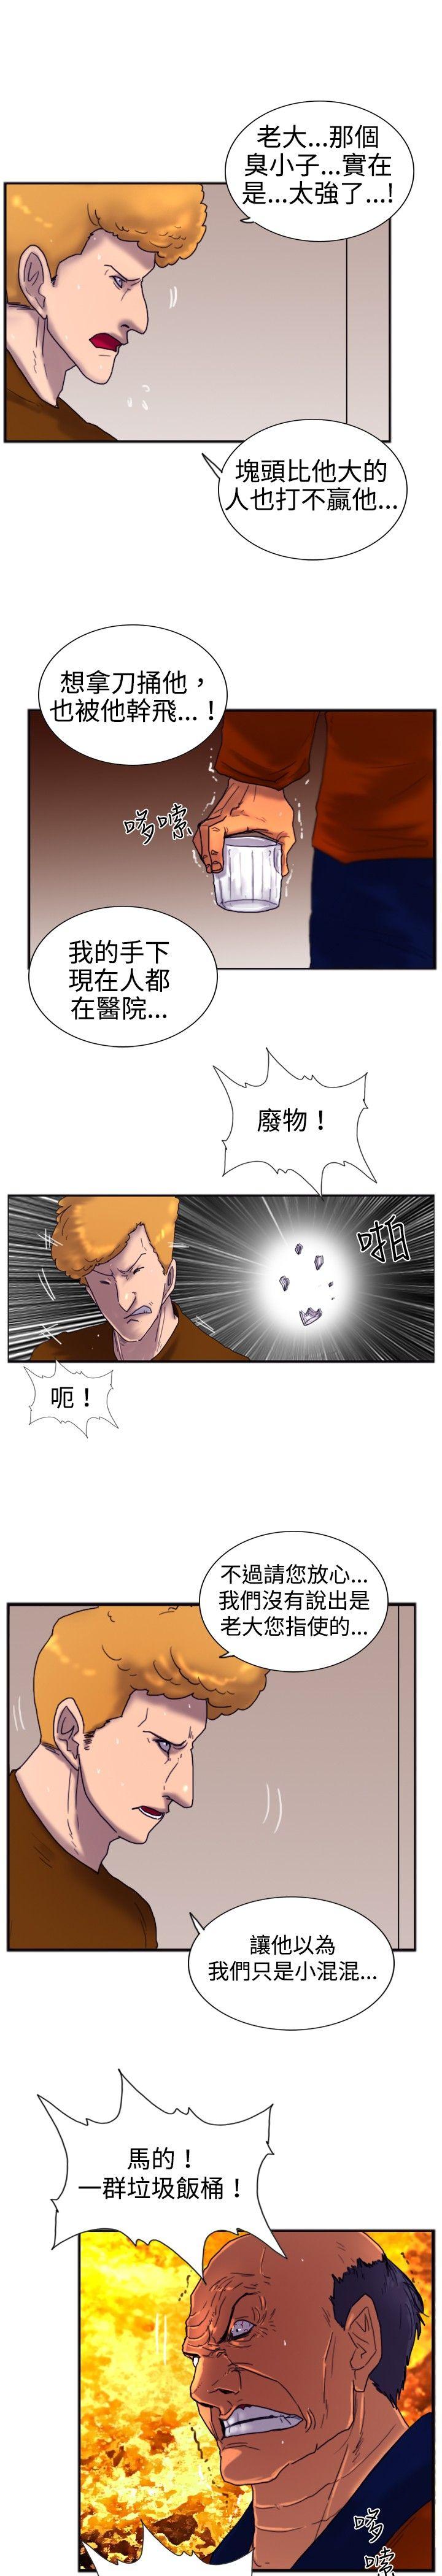 老大...那個
臭小子...實在
是...太強了...!
塊頭比他大的
人也打不贏他...
想拿刀捅他，
也被他幹飛...！
哆嗦
我的手下
現在人都
在醫院...
廢物！
啪
呃！
不過請您放心...
我們沒有說出是
老大您指使的...
讓他以為
我們只是小混混...
馬的！
一群垃圾飯桶！
哆嗦